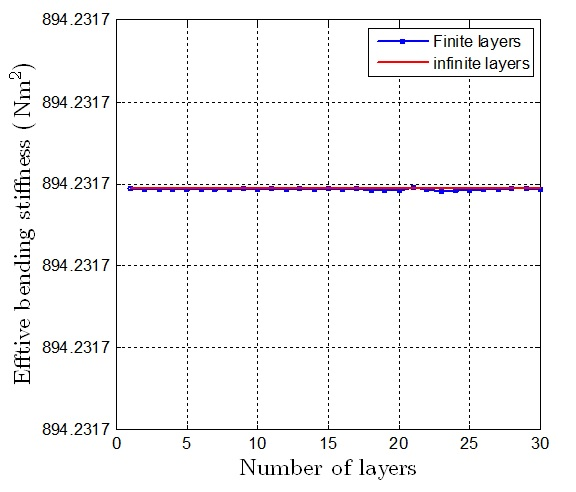 894.2317
894.2317
894.2317
894.2317
894.2317
894.2317
Efftive bending stiffness ( Nm²)
Finite layers
infinite layers
0 5 10 15 20 25 30
Number of layers